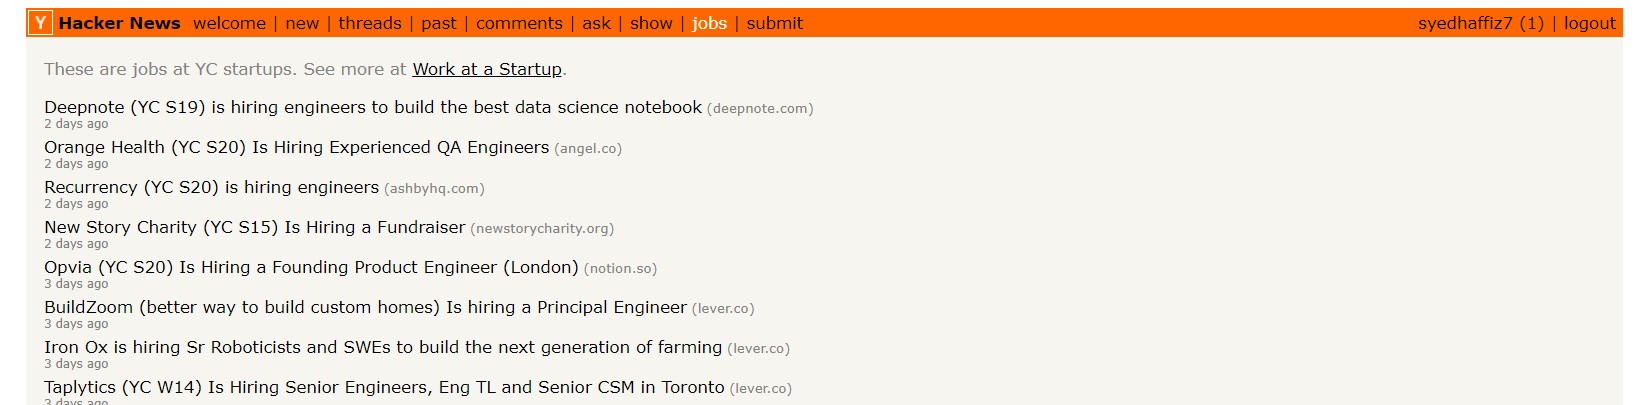 Y Hacker News welcome | new | threads | past | comments | ask | show | jobs | submit syedhaffiz7 (1) | logout
These are jobs at YC startups. See more at Work at a Startup.
Deepnote (YC S19) is hiring engineers to build the best data science notebook (deepnote.com)
2 days ago
Orange Health (YC S20) Is Hiring Experienced QA Engineers (angel.co)
2 days ago
Recurrency (YC S20) is hiring engineers (ashbyhq.com)
2 days ago
New Story Charity (YC S15) Is Hiring a Fundraiser (newstorycharity.org)
2 days ago
Opvia (YC S20) Is Hiring a Founding Product Engineer (London) (notion.so)
3 days ago
BuildZoom (better way to build custom homes) Is hiring a Principal Engineer (lever.co)
3 days ago
Iron Ox is hiring Sr Roboticists and SWEs to build the next generation of farming (lever.co)
3 days ago
Taplytics (YC W14) Is Hiring Senior Engineers, Eng TL and Senior CSM in Toronto (lever.co)
3 days ago